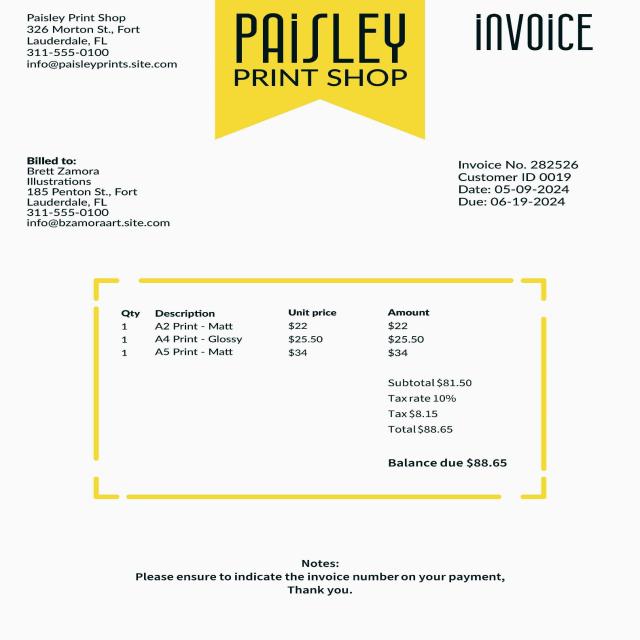 Paisley Print Shop
326 Morton St., Fort
Lauderdale, FL
311-555-0100
info@paisleyprints.site.com
PAiSLEY
PRINT SHOP
iNVOiCE
Billed to:
Brett Zamora
Illustrations
185 Penton St., Fort
Lauderdale, FL
311-555-0100
info@bzamoraart.site.com
Invoice No. 282526
Customer ID 0019
Date: 05-09-2024
Due: 06-19-2024
Qty Description Unit price Amount
1 A2 Print - Matt $22 $22
1 A4 Print - Glossy $25.50 $25.50
1 A5 Print - Matt $34 $34
Subtotal $81.50
Tax rate 10%
Tax $8.15
Total $88.65
Balance due $88.65
Notes:
Please ensure to indicate the invoice number on your payment,
Thank you.